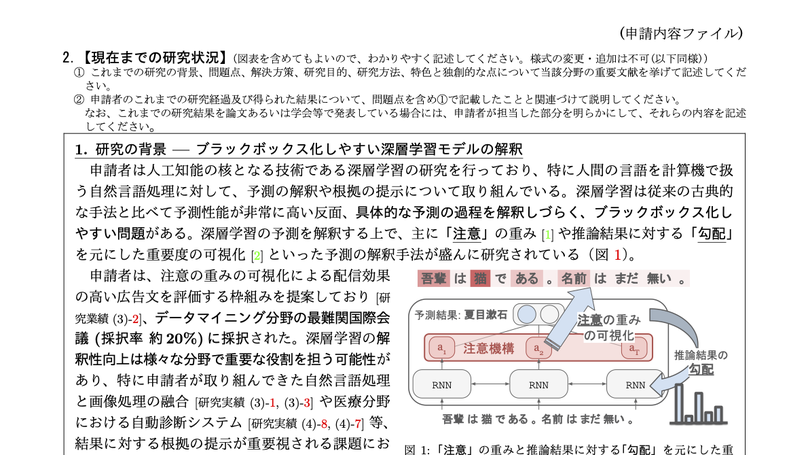 (申請内容ファイル)
2. 【現在までの研究状況】(図表を含めてもよいので、わかりやすく記述してください。様式の変更・追加は不可(以下同様))
① これまでの研究の背景、問題点、解決方策、研究目的、研究方法、特色と独創的な点について当該分野の重要文献を挙げて記述してくだ
さい。
② 申請者のこれまでの研究経過及び得られた結果について、問題点を含め①で記載したことと関連づけて説明してください。
なお、これまでの研究結果を論文あるいは学会等で発表している場合には、申請者が担当した部分を明らかにして、それらの内容を記述
してください。
1. 研究の背景 — ブラックボックス化しやすい深層学習モデルの解釈
申請者は人工知能の核となる技術である深層学習の研究を行っており、特に人間の言語を計算機で扱
う自然言語処理に対して、予測の解釈や根拠の提示について取り組んでいる。深層学習は従来の古典的
な手法と比べて予測性能が非常に高い反面、具体的な予測の過程を解釈しづらく、ブラックボックス化し
やすい問題がある。深層学習の予測を解釈する上で、主に「注意」の重み [1] や推論結果に対する「勾配」
を元にした重要度の可視化 [2] といった予測の解釈手法が盛んに研究されている（図 1）。
申請者は、注意の重みの可視化による配信効果
の高い広告文を評価する枠組みを提案しており [研
究業績 (3)-2]、データマイニング分野の最難関国際会
議 (採択率 約 20%) に採択された。深層学習の解
釈性向上は様々な分野で重要な役割を担う可能性が
あり、特に申請者が取り組んできた自然言語処理
と画像処理の融合 [研究実績 (3)-1, (3)-3] や医療分野
における自動診断システム [研究実績 (4)-8, (4)-7] 等、
結果に対する根拠の提示が重要視される課題にお
吾輩 は 猫 で ある 。 名前 は まだ 無い 。
予測結果: 夏目漱石
注意の重み
の可視化
a1 注意機構 a2 aT
推論結果の
勾配
RNN RNN RNN
吾輩 は 猫 で ある 。 名前 は まだ 無い 。
図 1: 「注意」の重みと推論結果に対する「勾配」を元にした重